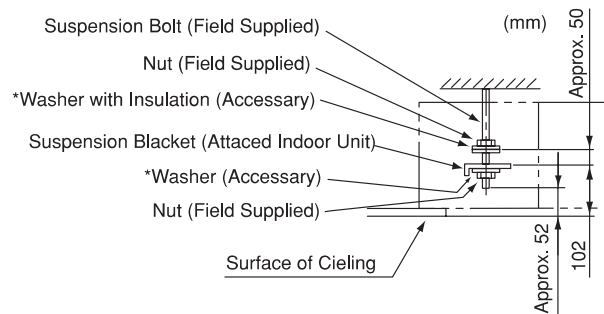 Suspension Bolt (Field Supplied)
(mm)
Approx. 50
Nut (Field Supplied)
*Washer with Insulation (Accessary)
Suspension Blacket (Attaced Indoor Unit)
*Washer (Accessary)
Nut (Field Supplied)
Surface of Cieling
Approx. 52
102